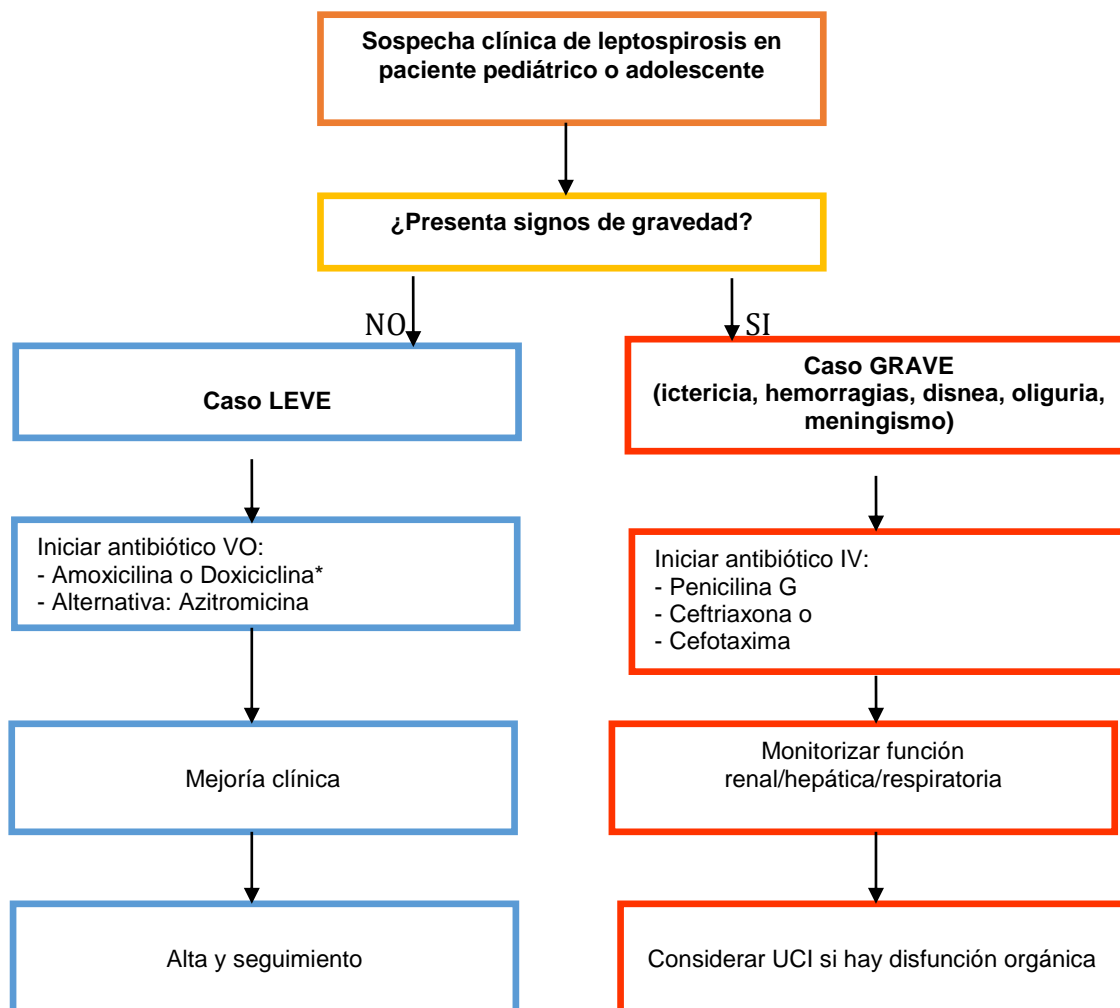 Sospecha clínica de leptospirosis en
paciente pediátrico o adolescente
¿Presenta signos de gravedad?
NO
SI
Caso LEVE
Caso GRAVE
(ictericia, hemorragias, disnea, oliguria,
meningismo)
Iniciar antibiótico VO:
- Amoxicilina o Doxiciclina*
- Alternativa: Azitromicina
Iniciar antibiótico IV:
- Penicilina G
- Ceftriaxona o
- Cefotaxima
Mejoría clínica
Monitorizar función
renal/hepática/respiratoria
Alta y seguimiento
Considerar UCI si hay disfunción orgánica